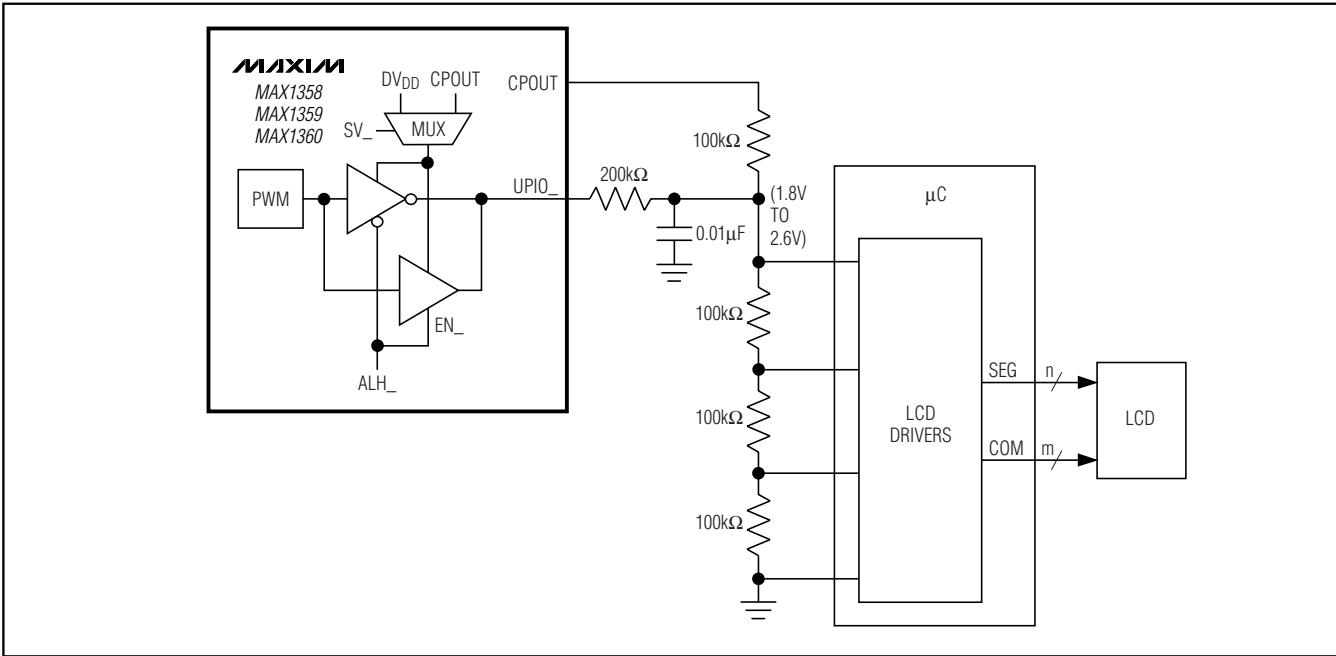 MAXIM
MAX1358
MAX1359
MAX1360
DVDD CPOUT
SV_
MUX
CPOUT
PWM
UPIO_
EN_
ALH_
200kΩ
0.01μF
100kΩ
(1.8V
TO
2.6V)
100kΩ
100kΩ
100kΩ
μC
LCD
DRIVERS
SEG
n
COM
m
LCD